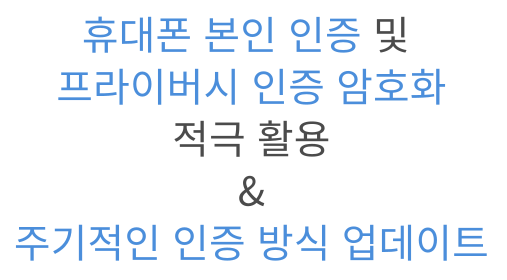 휴대폰 본인 인증 및
프라이버시 인증 암호화
적극 활용
&
주기적인 인증 방식 업데이트